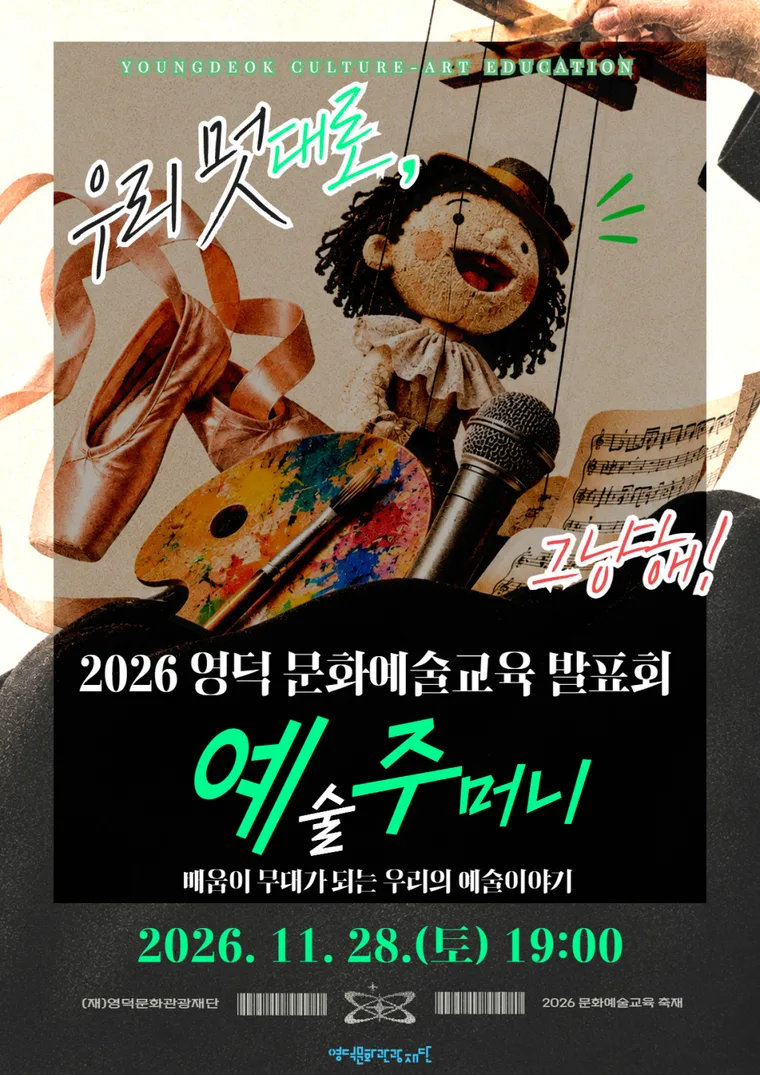 YOUNGDEOK CULTURE-ART EDUCATION
우리 멋대로,
그냥 해!
2026 영덕 문화예술교육 발표회
예술주머니
배움이 무대가 되는 우리의 예술이야기
2026. 11. 28.(토) 19:00
(재)영덕문화관광재단
2026 문화예술교육 축제
영덕문화관광재단